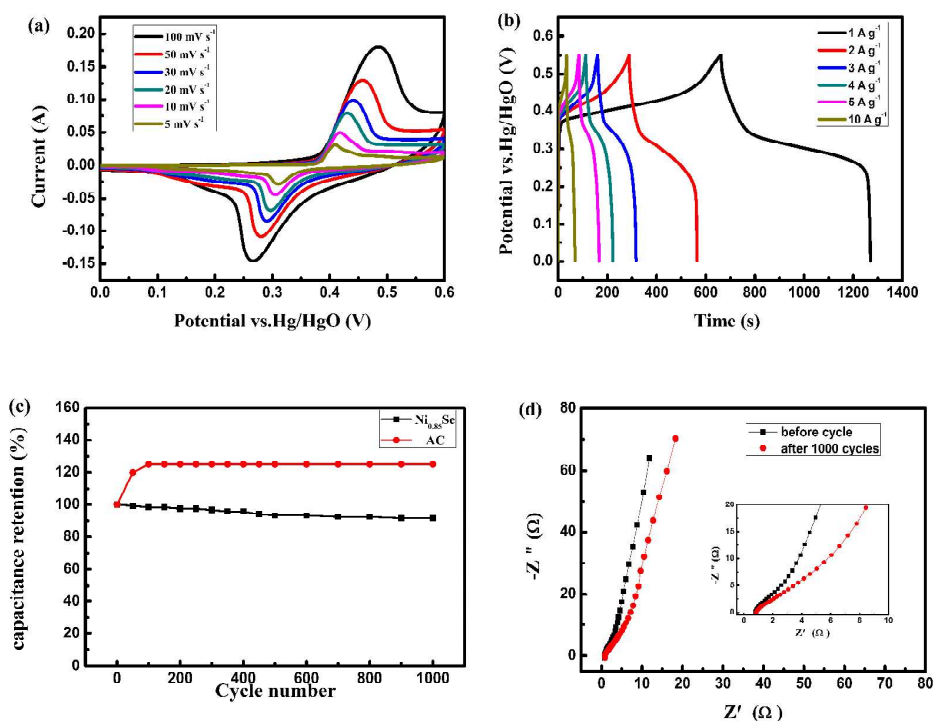 (a)
0.20
0.15
0.10
0.05
0.00
-0.05
-0.10
-0.15
Current (A)
100 mV s⁻¹
50 mV s⁻¹
30 mV s⁻¹
20 mV s⁻¹
10 mV s⁻¹
5 mV s⁻¹
0.0 0.1 0.2 0.3 0.4 0.5 0.6
Potential vs.Hg/HgO (V)
(b)
0.6
0.5
0.4
0.3
0.2
0.1
0.0
Potential vs.Hg/HgO (V)
1 A g⁻¹
2 A g⁻¹
3 A g⁻¹
4 A g⁻¹
5 A g⁻¹
10 A g⁻¹
0 200 400 600 800 1000 1200 1400
Time (s)
(c)
160
140
120
100
80
60
40
20
0
capacitance retention (%)
Ni₀.₈₅Se
AC
0 200 400 600 800 1000
Cycle number
(d)
80
60
40
20
0
-Z'' (Ω)
before cycle
after 1000 cycles
20
15
10
5
0
-Z'' (Ω)
0 2 4 6 8 10
Z' (Ω)
0 10 20 30 40 50 60 70 80
Z' (Ω)